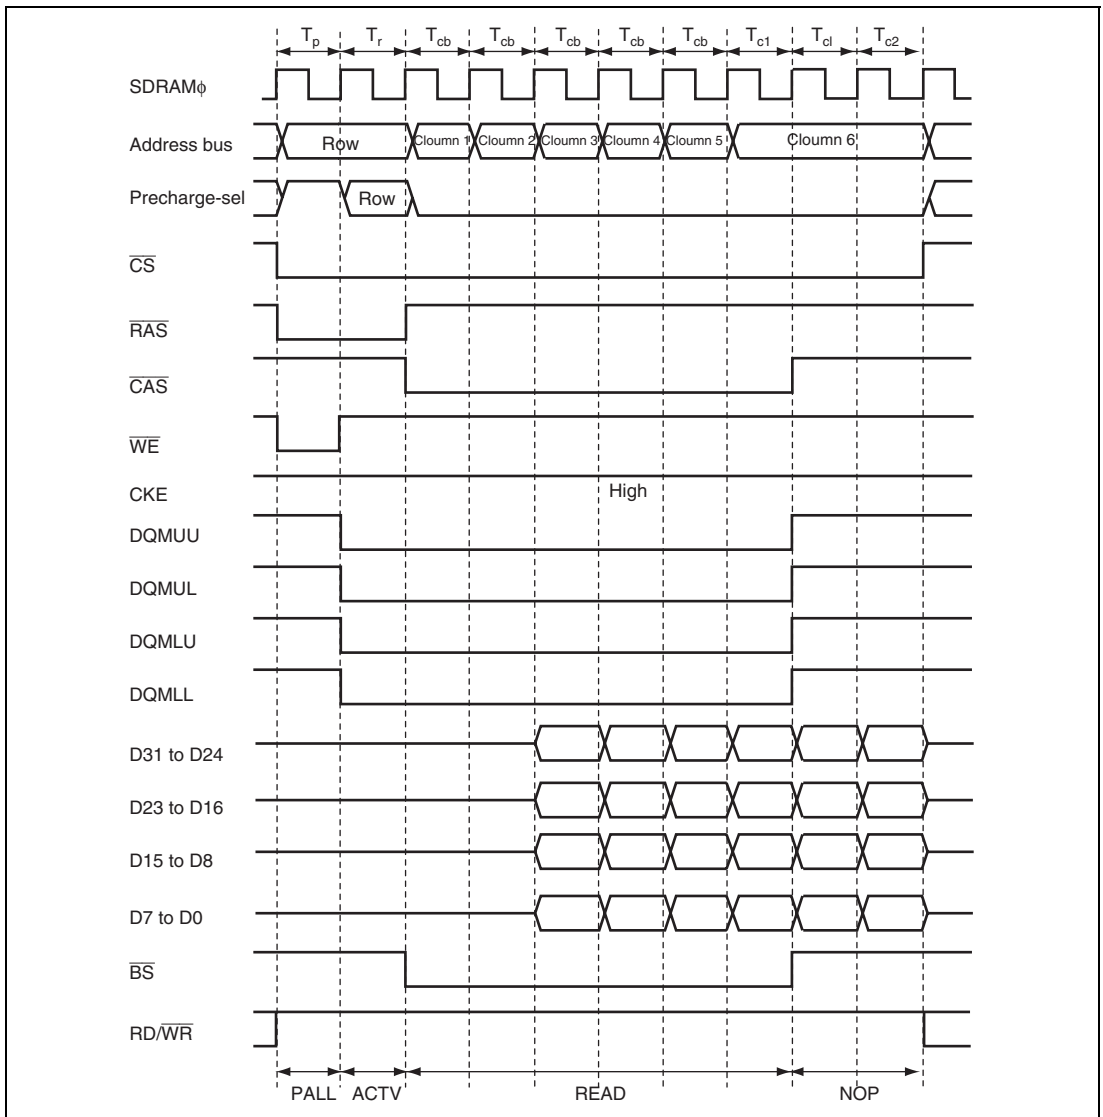 Tp Tr Tcb Tcb Tcb Tcb Tcb Tc1 Tcl Tc2
SDRAMϕ
Address bus Row Cloumn 1 Cloumn 2 Cloumn 3 Cloumn 4 Cloumn 5 Cloumn 6
Precharge-sel Row
CS
RAS
CAS
WE
CKE High
DQMUU
DQMUL
DQMLU
DQMLL
D31 to D24
D23 to D16
D15 to D8
D7 to D0
BS
RD/WR
PALL ACTV READ NOP